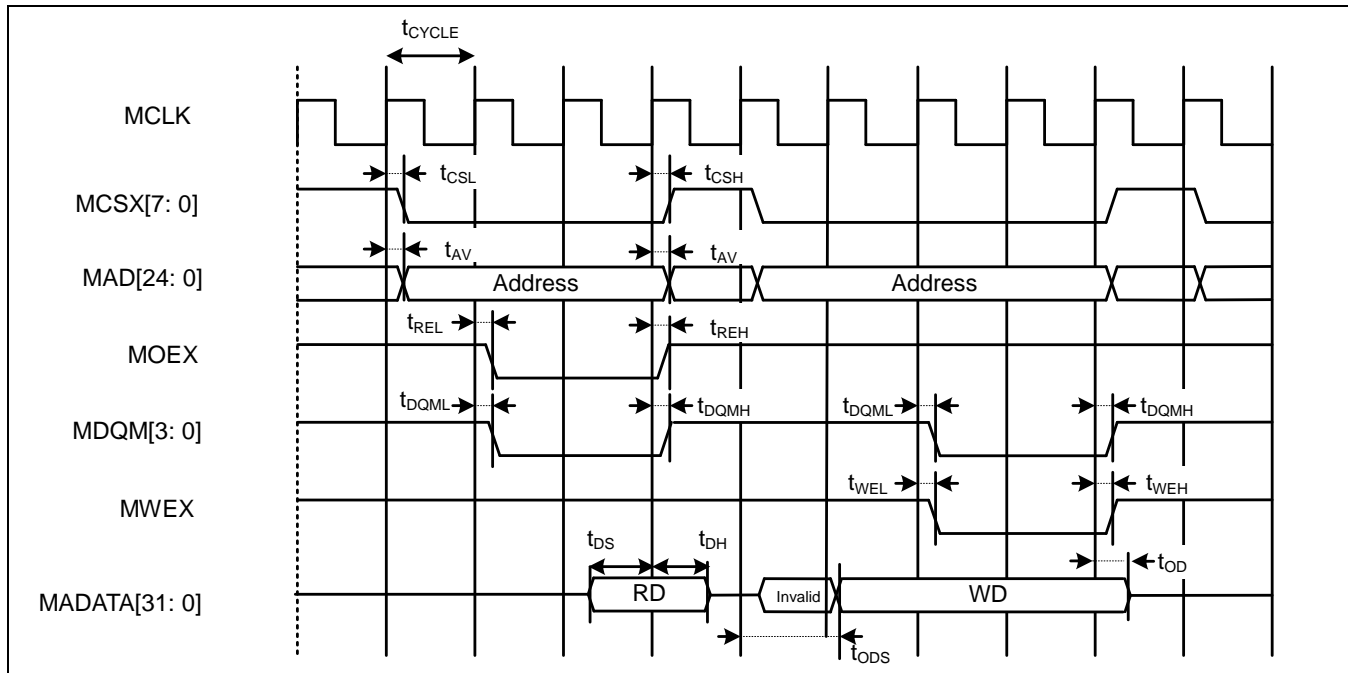 tCYCLE
MCLK
tCSL
tCSH
MCSX[7: 0]
tAV
tAV
MAD[24: 0]
Address
Address
tREL
tREH
MOEX
tDQML
tDQMH
tDQML
tDQMH
MDQM[3: 0]
tWEL
tWEH
MWEX
tDS
tDH
tOD
MADATA[31: 0]
RD
Invalid
WD
tODS